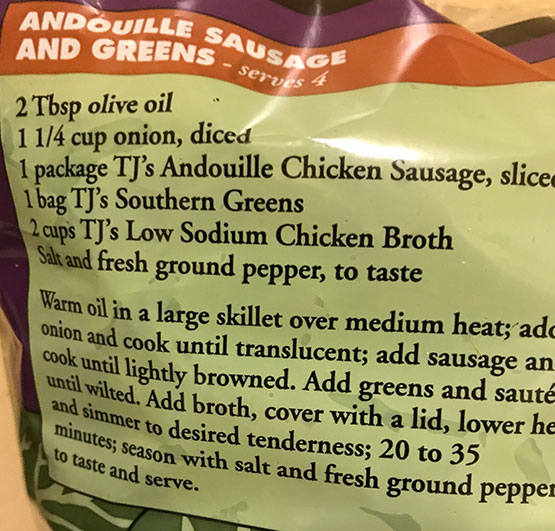 ANDOUILLE SAUSAGE
AND GREENS - serves 4
2 Tbsp olive oil
1 1/4 cup onion, diced
1 package TJ's Andouille Chicken Sausage, sliced
1 bag TJ's Southern Greens
2 cups TJ's Low Sodium Chicken Broth
Salt and fresh ground pepper, to taste
Warm oil in a large skillet over medium heat; add
onion and cook until translucent; add sausage an
cook until lightly browned. Add greens and sauté
until wilted. Add broth, cover with a lid, lower he
and simmer to desired tenderness; 20 to 35
minutes; season with salt and fresh ground pepper
to taste and serve.